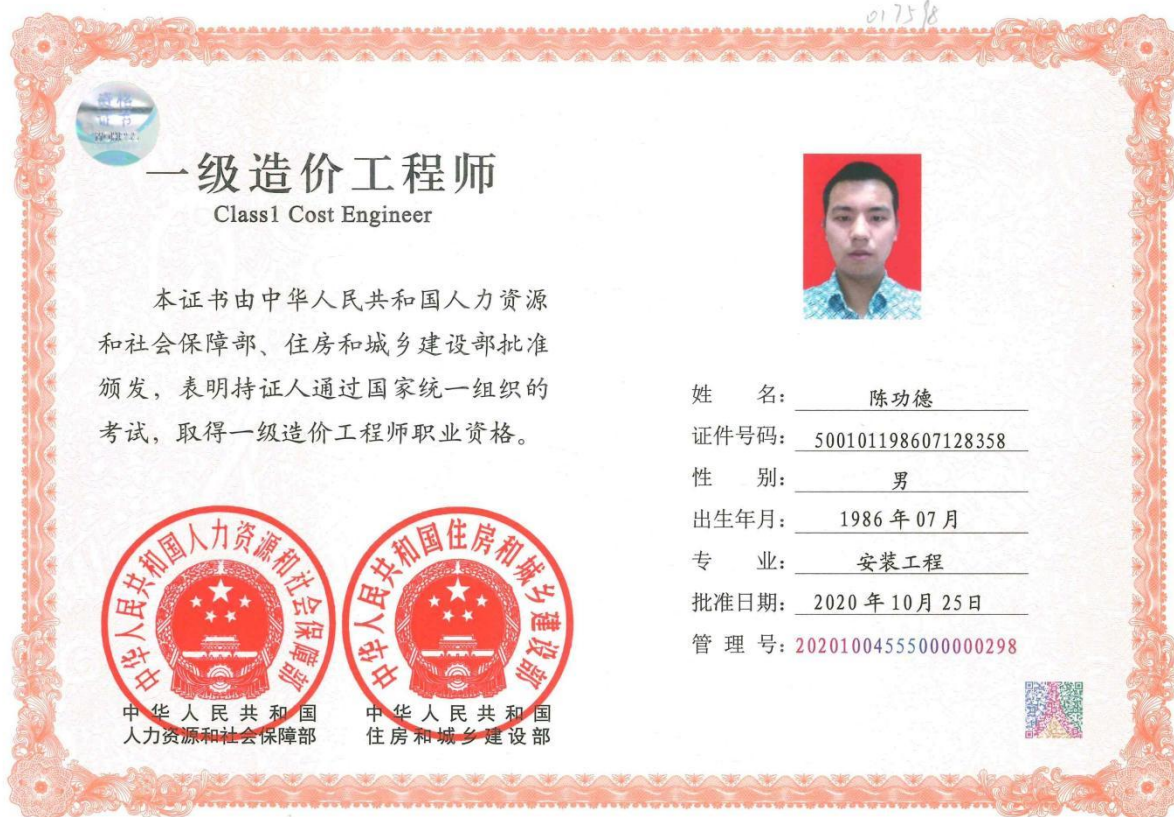 017598
一级造价工程师
Class1 Cost Engineer
本证书由中华人民共和国人力资源
和社会保障部、住房和城乡建设部批准
颁发，表明持证人通过国家统一组织的
考试，取得一级造价工程师职业资格。
姓 名：陈功德
证件号码：500101198607128358
性 别：男
出生年月：1986年07月
专 业：安装工程
批准日期：2020年10月25日
管 理 号：20201004555000000298
中华人民共和国人力资源和社会保障部
中华人民共和国住房和城乡建设部
中华人民共和国
人力资源和社会保障部
中华人民共和国
住房和城乡建设部